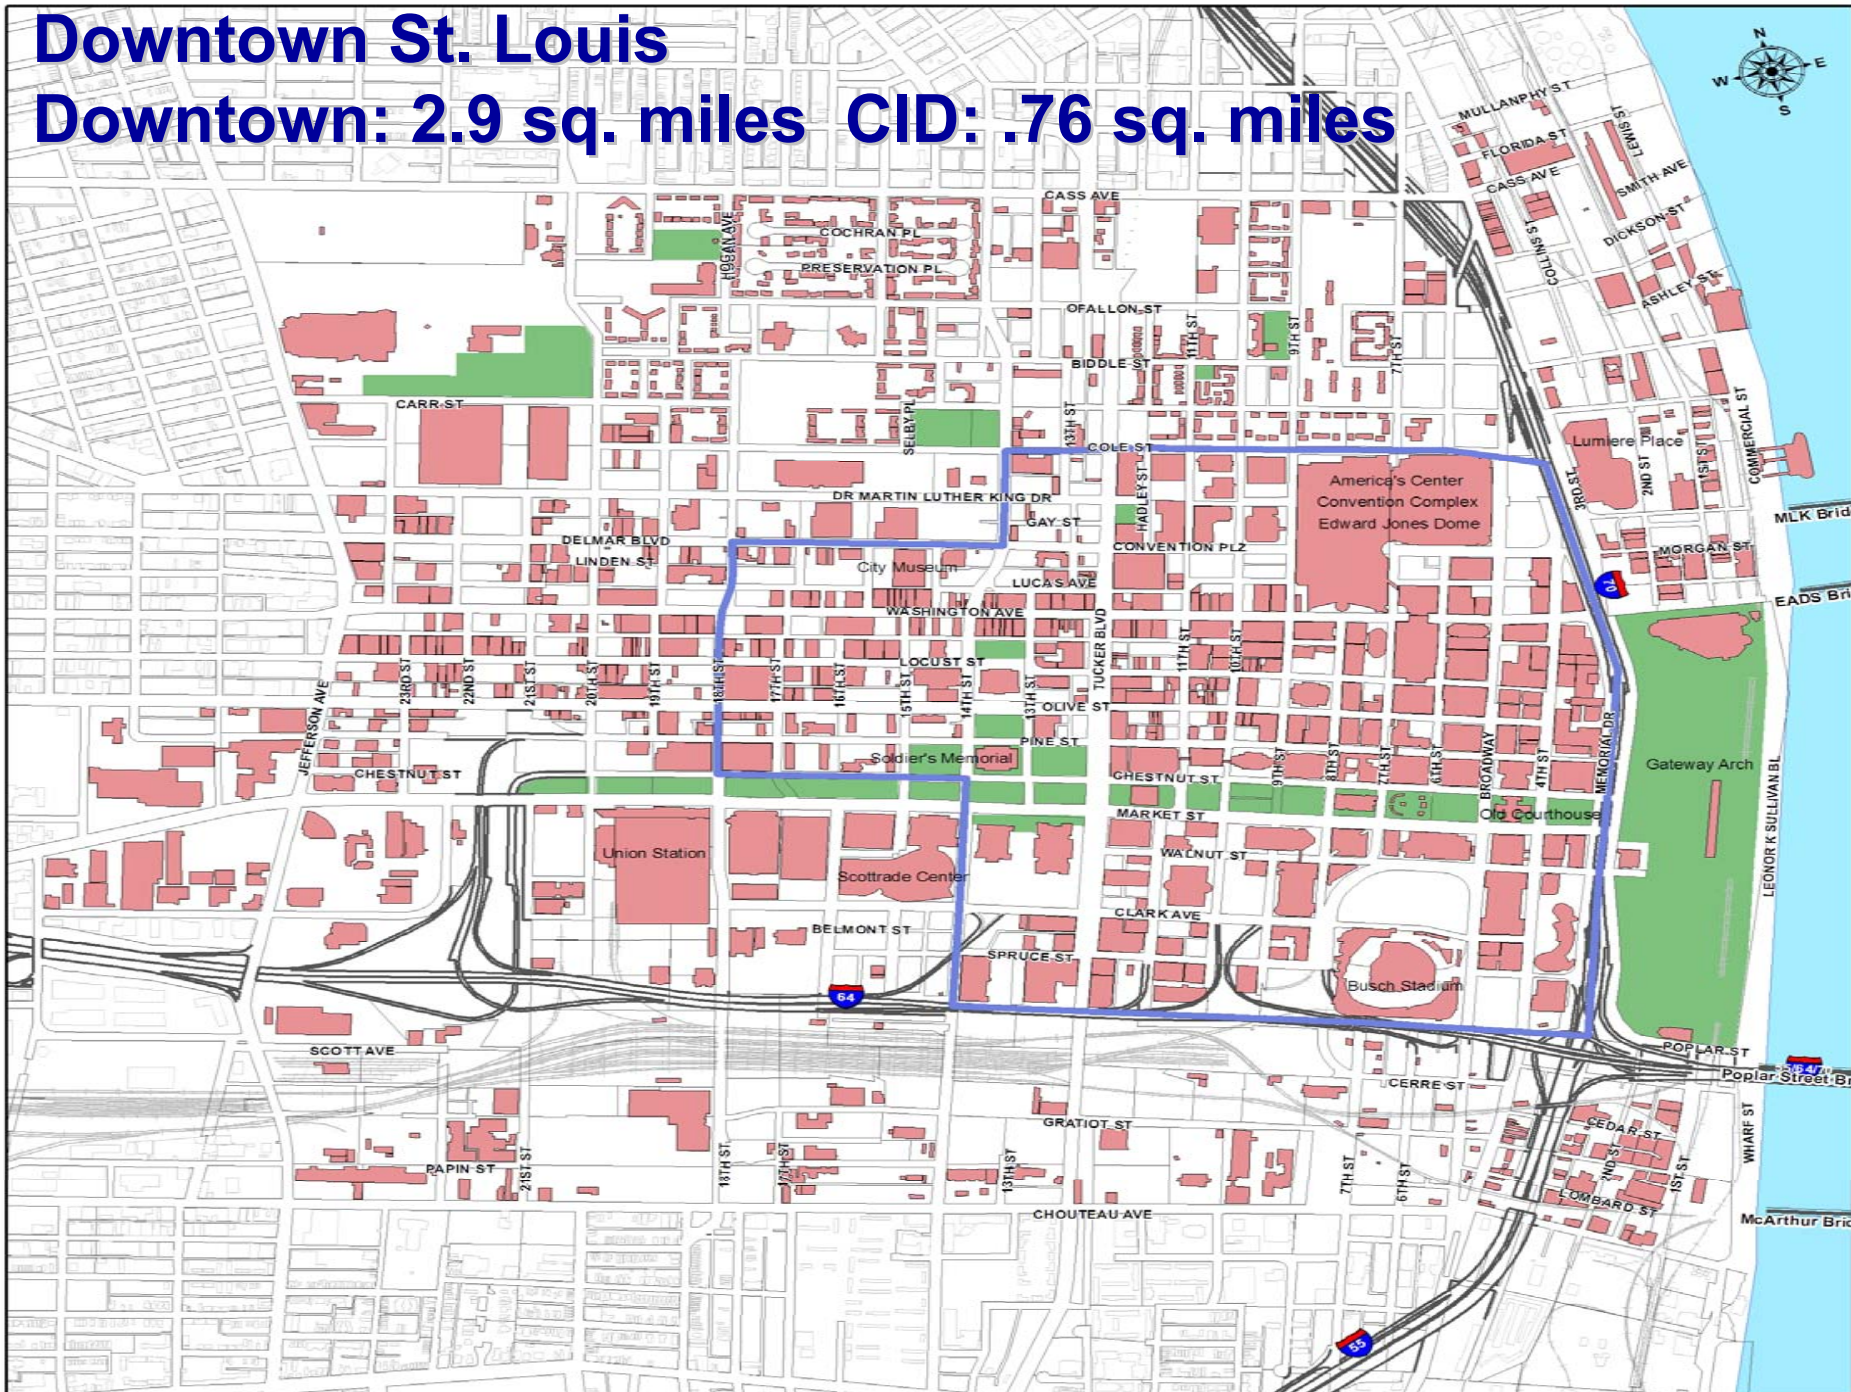 Downtown St. Louis
Downtown: 2.9 sq. miles CID: .76 sq. miles
N
W
E
S
MULLANPHY ST
LEWIS ST
FLORIDA ST
CASS AVE
SMITH AVE
CASS AVE
DICKSON ST
COLLINS ST
HOGAN AVE
COCHRAN PL
PRESERVATION PL
ASHLEY ST
OFALLON ST
11TH ST
9TH ST
7TH ST
BIDDLE ST
CARR ST
SELBY PL
13TH ST
COMMERCIAL ST
COLE ST
Lumiere Place
2ND ST
1ST ST
3RD ST
America's Center
Convention Complex
Edward Jones Dome
HADLEY ST
DR MARTIN LUTHER KING DR
GAY ST
MLK Brid
DELMAR BLVD
CONVENTION PLZ
MORGAN ST
LINDEN ST
City Museum
LUCAS AVE
70
EADS Bri
WASHINGTON AVE
TUCKER BLVD
11TH ST
10TH ST
LOCUST ST
23RD ST
22ND ST
21ST ST
20TH ST
19TH ST
18TH ST
17TH ST
16TH ST
15TH ST
14TH ST
13TH ST
OLIVE ST
JEFFERSON AVE
PINE ST
Soldier's Memorial
CHESTNUT ST
CHESTNUT ST
9TH ST
8TH ST
7TH ST
6TH ST
BROADWAY
4TH ST
MEMORIAL DR
Gateway Arch
LEONOR K SULLIVAN BL
MARKET ST
Old Courthouse
Union Station
WALNUT ST
Scottrade Center
CLARK AVE
BELMONT ST
SPRUCE ST
Busch Stadium
64
SCOTT AVE
POPLAR ST
Poplar Street Br
CERRE ST
GRATIOT ST
CEDAR ST
WHARF ST
PAPIN ST
21ST ST
18TH ST
17TH ST
13TH ST
7TH ST
6TH ST
2ND ST
1ST ST
LOMBARD ST
CHOUTEAU AVE
McArthur Bric
55